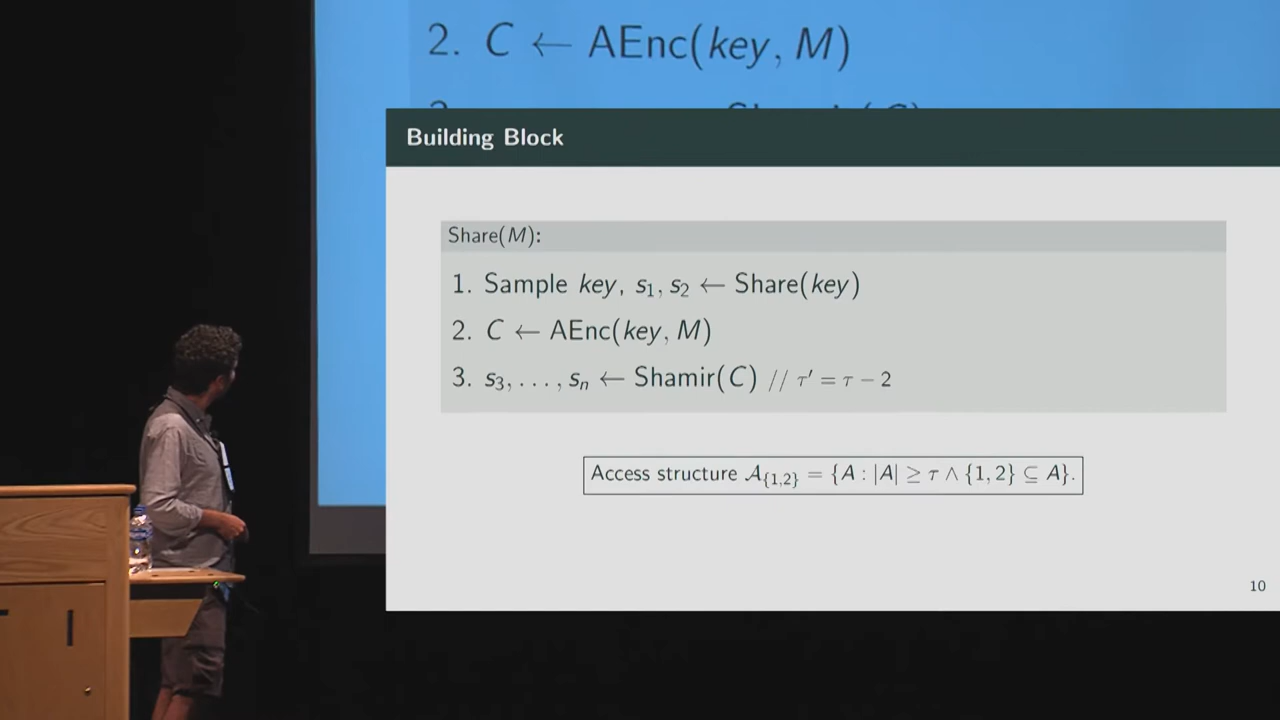 2. C ← AEnc(key, M)
Building Block
Share(M):
1. Sample key, s₁, s₂ ← Share(key)
2. C ← AEnc(key, M)
3. s₃, . . . , sₙ ← Shamir(C) // τ′ = τ − 2
Access structure 𝒜_{1,2} = {A : |A| ≥ τ ∧ {1, 2} ⊆ A}.
10